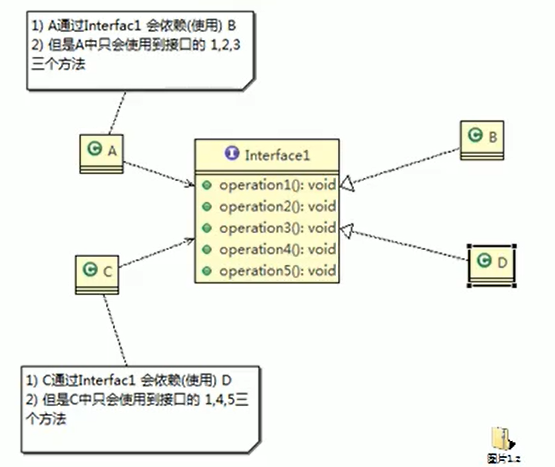 1) A通过Interfac1 会依赖(使用) B
2) 但是A中只会使用到接口的 1,2,3
三个方法
A
Interface1
operation1(): void
operation2(): void
operation3(): void
operation4(): void
operation5(): void
B
C
D
1) C通过Interfac1 会依赖(使用) D
2) 但是C中只会使用到接口的 1,4,5三
个方法
图片1.z